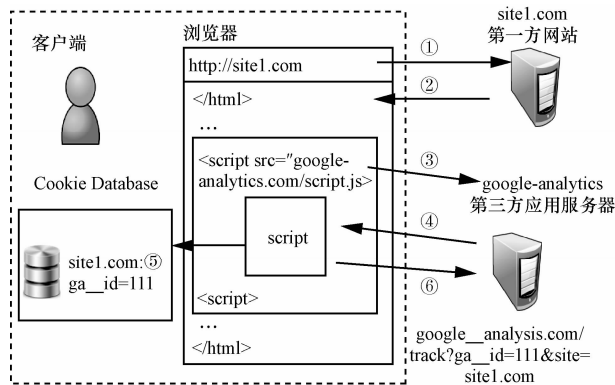 客户端
浏览器
http://site1.com
</html>
...
<script src="google-
analytics.com/script.js>
script
<script>
...
</html>
Cookie Database
site1.com:⑤
ga__id=111
①
②
③
④
⑥
site1.com
第一方网站
google-analytics
第三方应用服务器
google__analysis.com/
track?ga__id=111&site=
site1.com